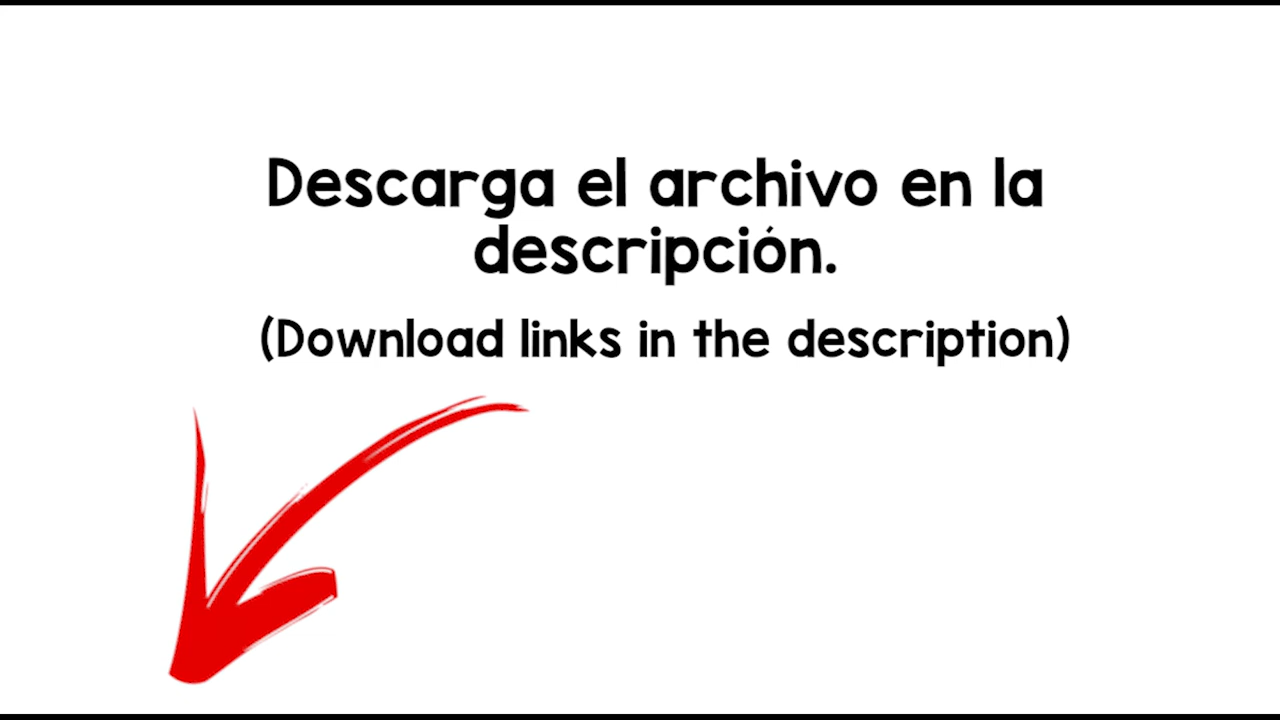 Descarga el archivo en la
descripción.
(Download links in the description)